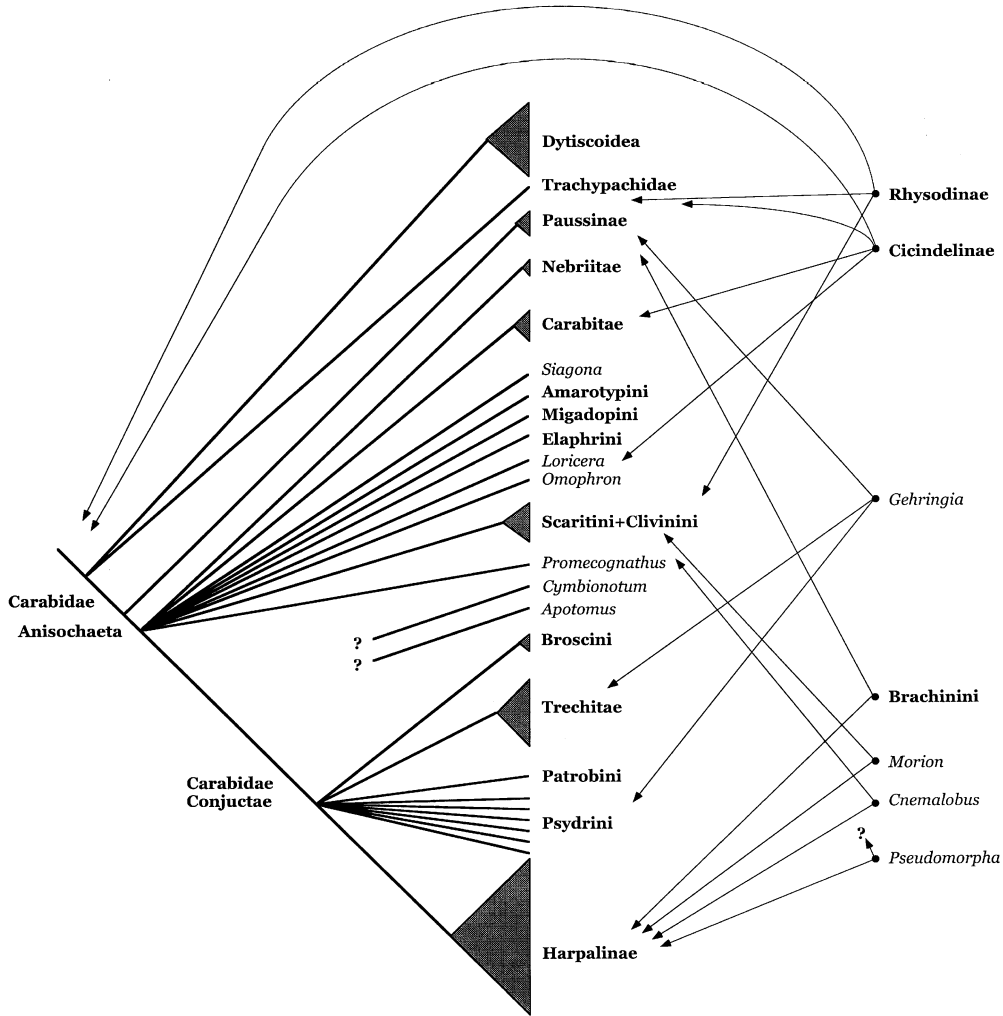 Dytiscoidea
Trachypachidae
Paussinae
Nebriitae
Carabitae
Siagona
Amarotypini
Migadopini
Elaphrini
Loricera
Omophron
Scaritini+Clivinini
Promecognathus
Cymbionotum
Apotomus
?
?
Broscini
Trechitae
Patrobini
Psydrini
Harpalinae
Carabidae
Anisochaeta
Carabidae
Conjuctae
Rhysodinae
Cicindelinae
Gehringia
Brachinini
Morion
Cnemalobus
?
Pseudomorpha